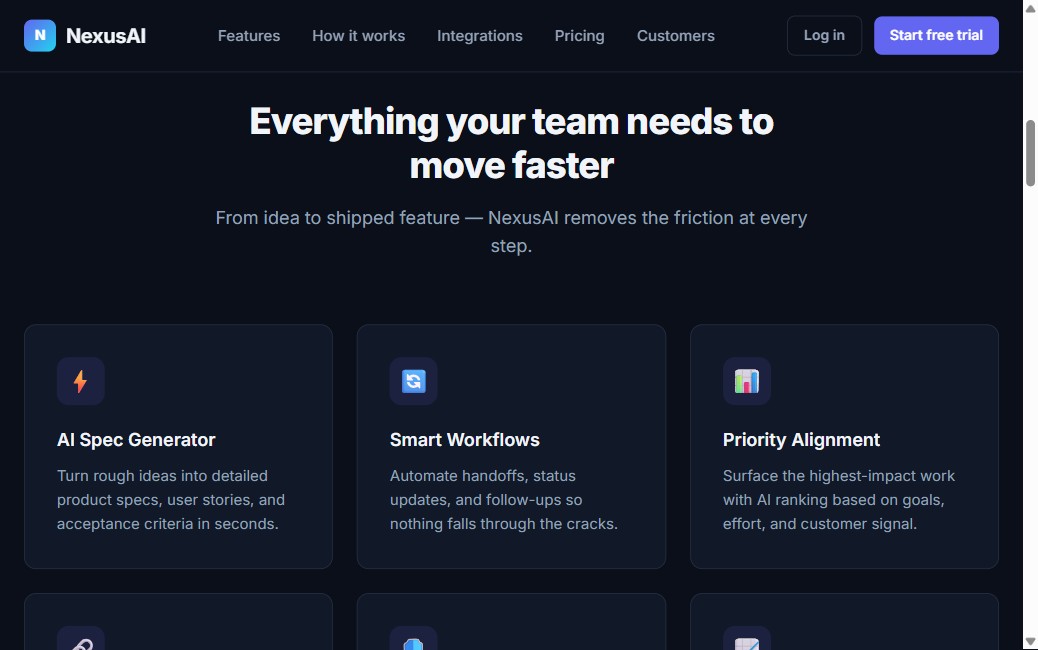 N NexusAI
Features
How it works
Integrations
Pricing
Customers
Log in
Start free trial
Everything your team needs to
move faster
From idea to shipped feature — NexusAI removes the friction at every
step.
AI Spec Generator
Turn rough ideas into detailed
product specs, user stories, and
acceptance criteria in seconds.
Smart Workflows
Automate handoffs, status
updates, and follow-ups so
nothing falls through the cracks.
Priority Alignment
Surface the highest-impact work
with AI ranking based on goals,
effort, and customer signal.